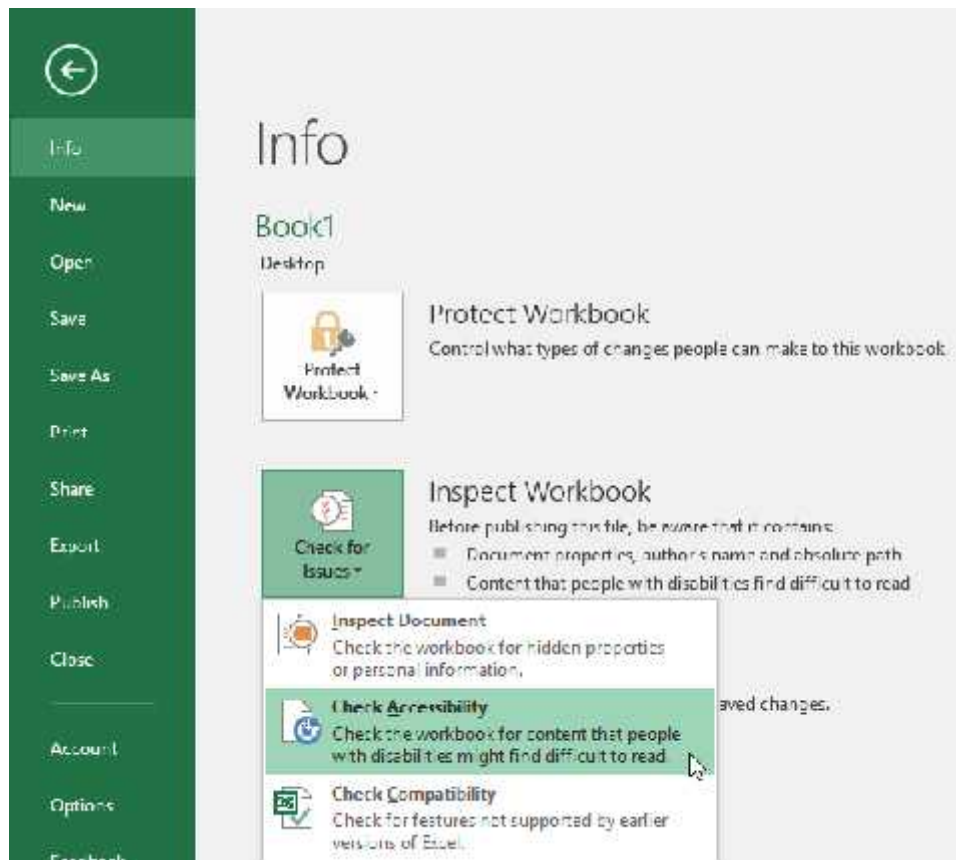 Info
Info
New
Book1
Open
Desktop
Save
Protect Workbook
Control what types of changes people can make to this workbook.
Protect
Workbook
Save As
Print
Share
Inspect Workbook
Before publishing this file, be aware that it contains:
Check for
Issues
Export
Document properties, author's name and absolute path
Content that people with disabilities find difficult to read
Publish
Inspect Document
Check the workbook for hidden properties
or personal information.
Close
Check Accessibility
Check the workbook for content that people
with disabilities might find difficult to read.
aved changes.
Account
Check Compatibility
Check for features not supported by earlier
versions of Excel.
Options
Feedback